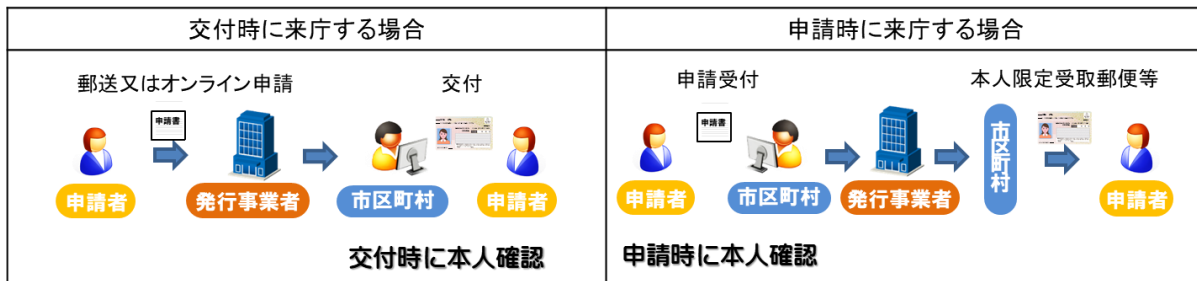 交付時に来庁する場合
郵送又はオンライン申請
交付
申請書
申請者
発行事業者
市区町村
申請者
交付時に本人確認
申請時に来庁する場合
申請受付
本人限定受取郵便等
申請書
申請者
市区町村
発行事業者
市区町村
申請者
申請時に本人確認